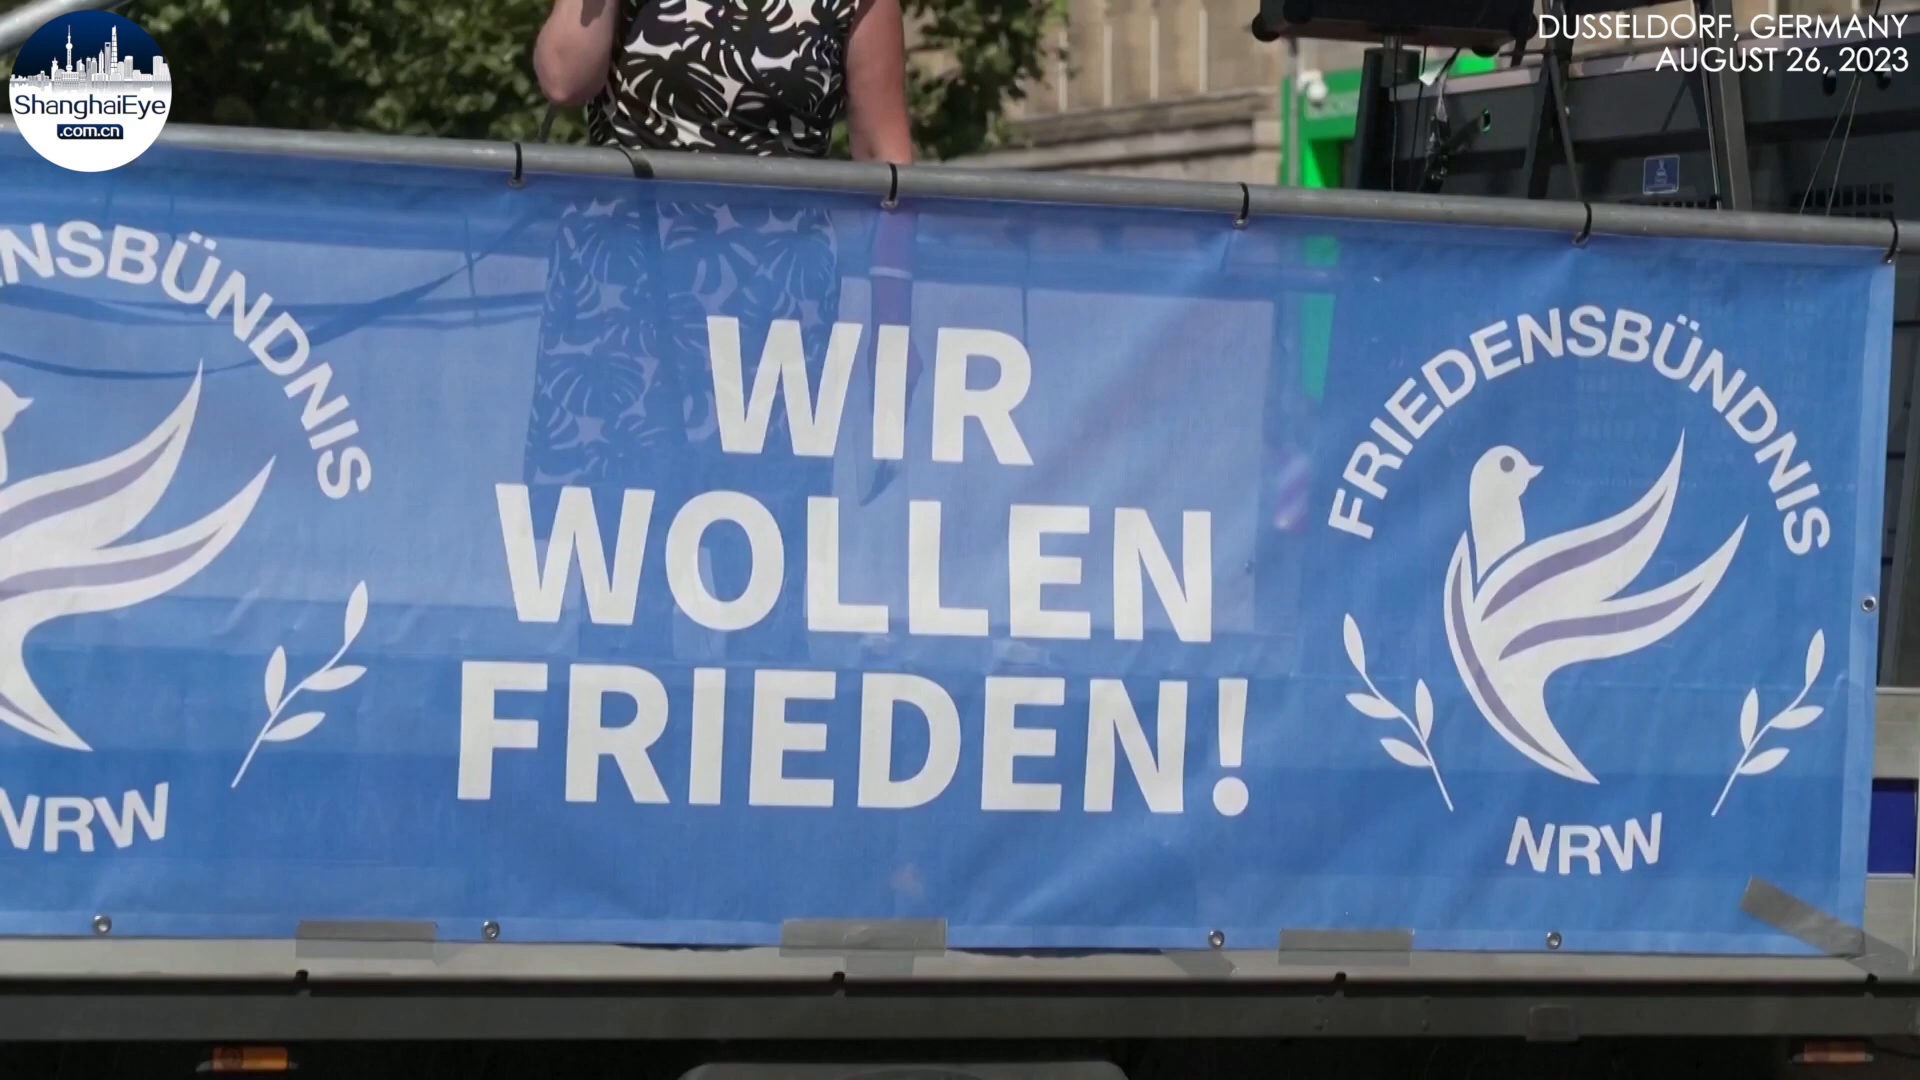 ShanghaiEye
.com.cn
DUSSELDORF, GERMANY
AUGUST 26, 2023
NSBÜNDNIS
NRW
WIR
WOLLEN
FRIEDEN!
FRIEDENSBÜNDNIS
NRW